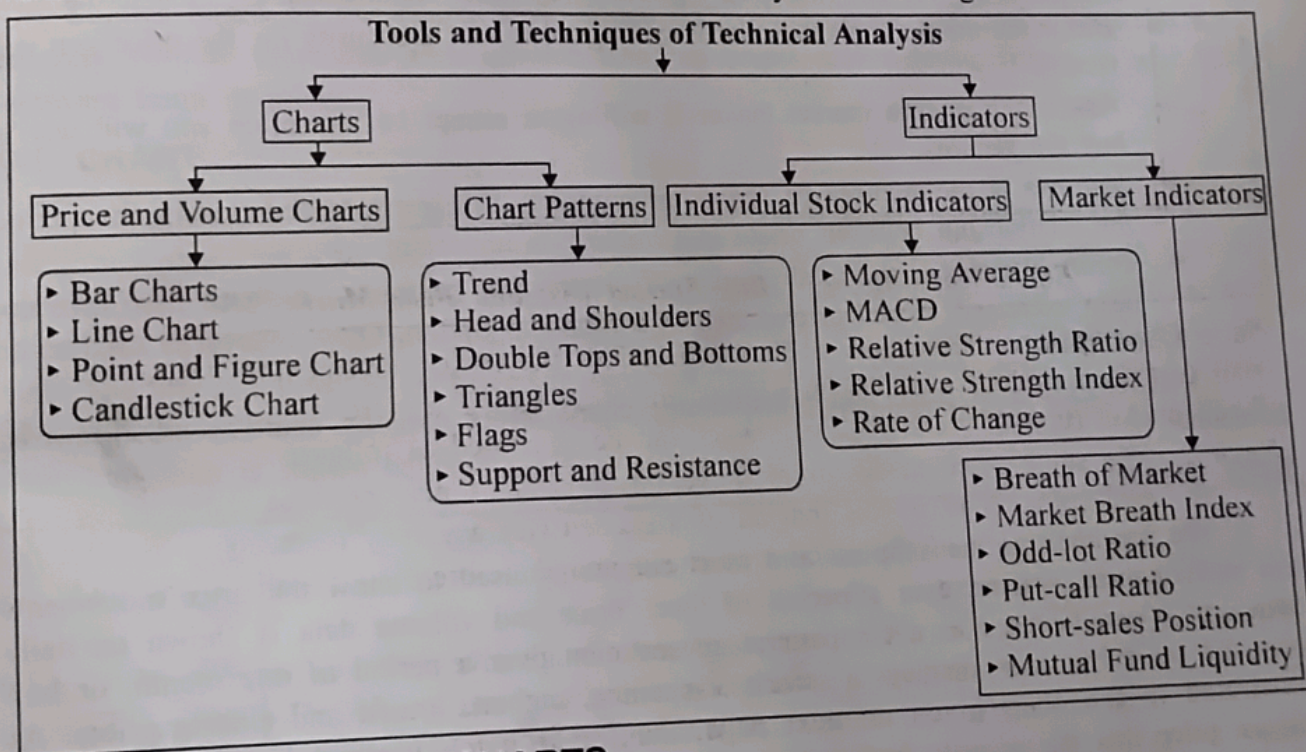 Tools and Techniques of Technical Analysis
Charts
Indicators
Price and Volume Charts
Chart Patterns
Individual Stock Indicators
Market Indicators
▸ Bar Charts
▸ Line Chart
▸ Point and Figure Chart
▸ Candlestick Chart
▸ Trend
▸ Head and Shoulders
▸ Double Tops and Bottoms
▸ Triangles
▸ Flags
▸ Support and Resistance
▸ Moving Average
▸ MACD
▸ Relative Strength Ratio
▸ Relative Strength Index
▸ Rate of Change
▸ Breath of Market
▸ Market Breath Index
▸ Odd-lot Ratio
▸ Put-call Ratio
▸ Short-sales Position
▸ Mutual Fund Liquidity